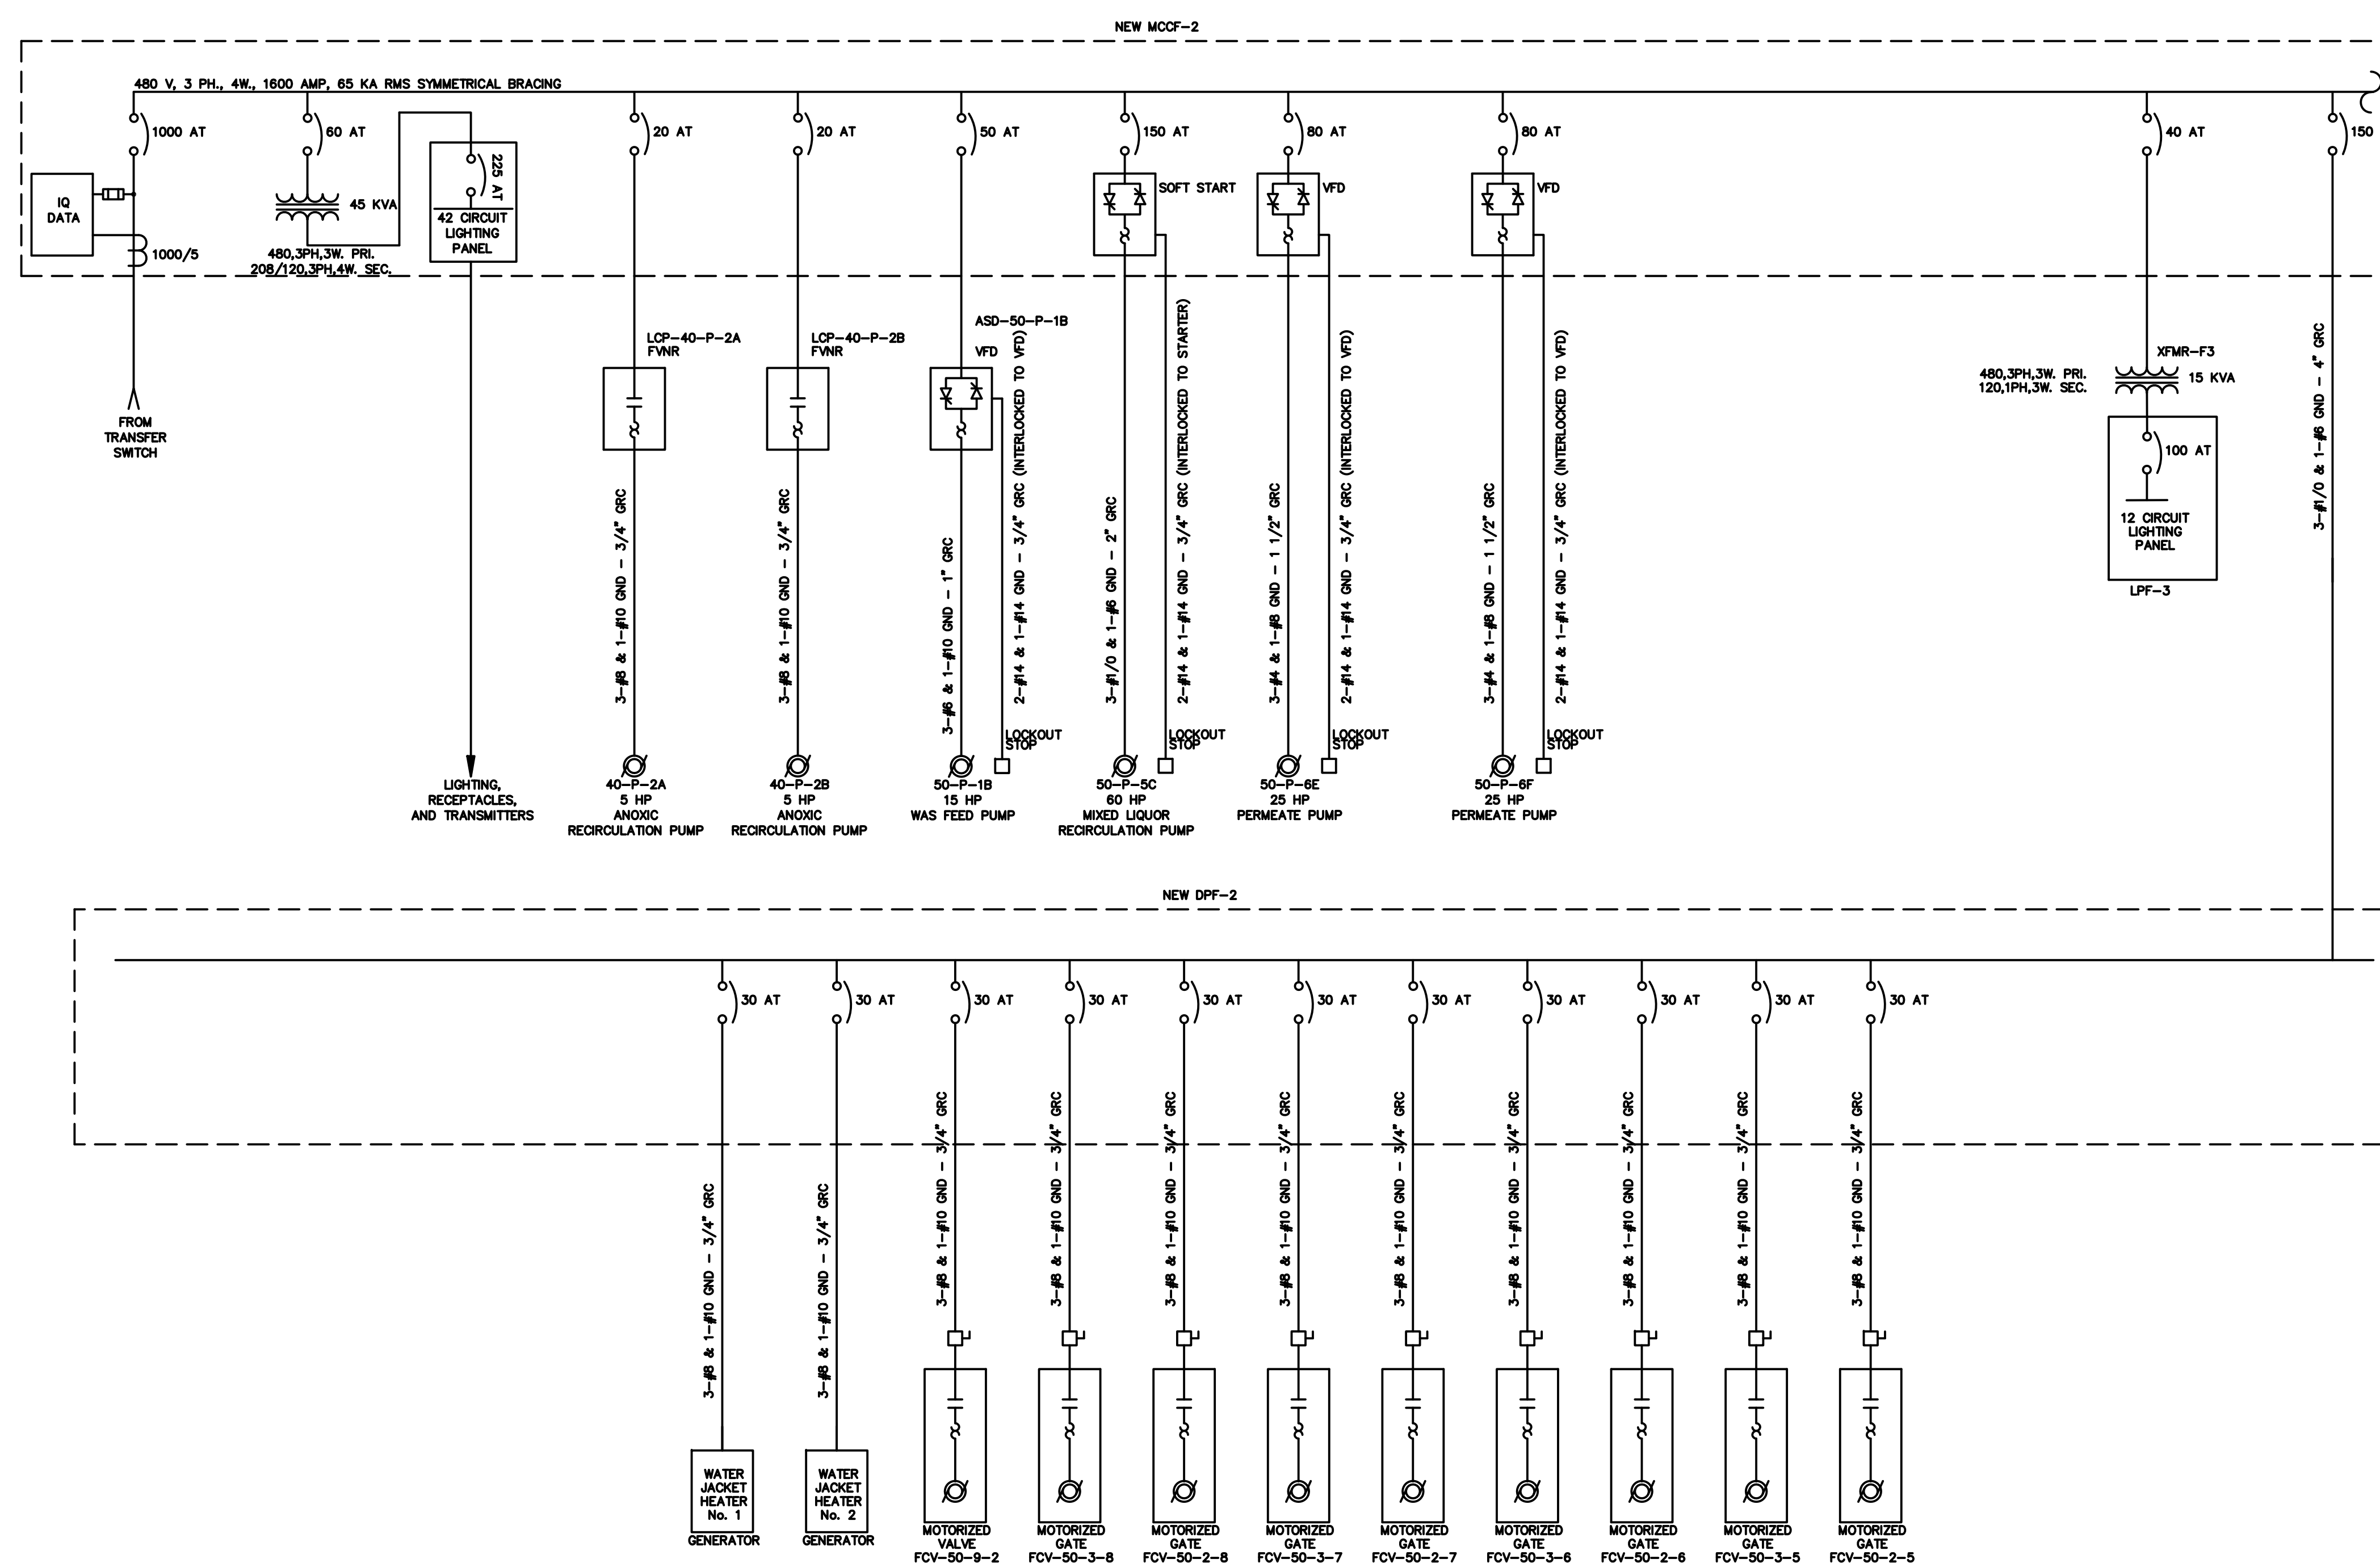 NEW MCCF-2
480 V, 3 PH., 4W., 1600 AMP, 65 KA RMS SYMMETRICAL BRACING
1000 AT
60 AT
225 AT
20 AT
20 AT
50 AT
150 AT
80 AT
80 AT
40 AT
150
IQ
DATA
1000/5
45 KVA
480,3PH,3W. PRI.
208/120,3PH,4W. SEC.
42 CIRCUIT
LIGHTING
PANEL
SOFT START
VFD
VFD
FROM
TRANSFER
SWITCH
LCP-40-P-2A
FVNR
LCP-40-P-2B
FVNR
ASD-50-P-1B
VFD
XFMR-F3
480,3PH,3W. PRI.
120,1PH,3W. SEC.
15 KVA
100 AT
12 CIRCUIT
LIGHTING
PANEL
LPF-3
3-#8 & 1-#10 GND - 3/4" GRC
3-#8 & 1-#10 GND - 3/4" GRC
3-#6 & 1-#10 GND - 1" GRC
2-#14 & 1-#14 GND - 3/4" GRC (INTERLOCKED TO VFD)
3-#1/0 & 1-#6 GND - 2" GRC
2-#14 & 1-#14 GND - 3/4" GRC (INTERLOCKED TO STARTER)
3-#4 & 1-#8 GND - 1 1/2" GRC
2-#14 & 1-#14 GND - 3/4" GRC (INTERLOCKED TO VFD)
3-#4 & 1-#8 GND - 1 1/2" GRC
2-#14 & 1-#14 GND - 3/4" GRC (INTERLOCKED TO VFD)
3-#1/0 & 1-#6 GND - 4" GRC
LOCKOUT
STOP
LOCKOUT
STOP
LOCKOUT
STOP
LOCKOUT
STOP
LIGHTING,
RECEPTACLES,
AND TRANSMITTERS
40-P-2A
5 HP
ANOXIC
RECIRCULATION PUMP
40-P-2B
5 HP
ANOXIC
RECIRCULATION PUMP
50-P-1B
15 HP
WAS FEED PUMP
50-P-5C
60 HP
MIXED LIQUOR
RECIRCULATION PUMP
50-P-6E
25 HP
PERMEATE PUMP
50-P-6F
25 HP
PERMEATE PUMP
NEW DPF-2
30 AT
30 AT
30 AT
30 AT
30 AT
30 AT
30 AT
30 AT
30 AT
30 AT
30 AT
3-#8 & 1-#10 GND - 3/4" GRC
3-#8 & 1-#10 GND - 3/4" GRC
3-#8 & 1-#10 GND - 3/4" GRC
3-#8 & 1-#10 GND - 3/4" GRC
3-#8 & 1-#10 GND - 3/4" GRC
3-#8 & 1-#10 GND - 3/4" GRC
3-#8 & 1-#10 GND - 3/4" GRC
3-#8 & 1-#10 GND - 3/4" GRC
3-#8 & 1-#10 GND - 3/4" GRC
3-#8 & 1-#10 GND - 3/4" GRC
3-#8 & 1-#10 GND - 3/4" GRC
WATER
JACKET
HEATER
No. 1
GENERATOR
WATER
JACKET
HEATER
No. 2
GENERATOR
MOTORIZED
VALVE
FCV-50-9-2
MOTORIZED
GATE
FCV-50-3-8
MOTORIZED
GATE
FCV-50-2-8
MOTORIZED
GATE
FCV-50-3-7
MOTORIZED
GATE
FCV-50-2-7
MOTORIZED
GATE
FCV-50-3-6
MOTORIZED
GATE
FCV-50-2-6
MOTORIZED
GATE
FCV-50-3-5
MOTORIZED
GATE
FCV-50-2-5